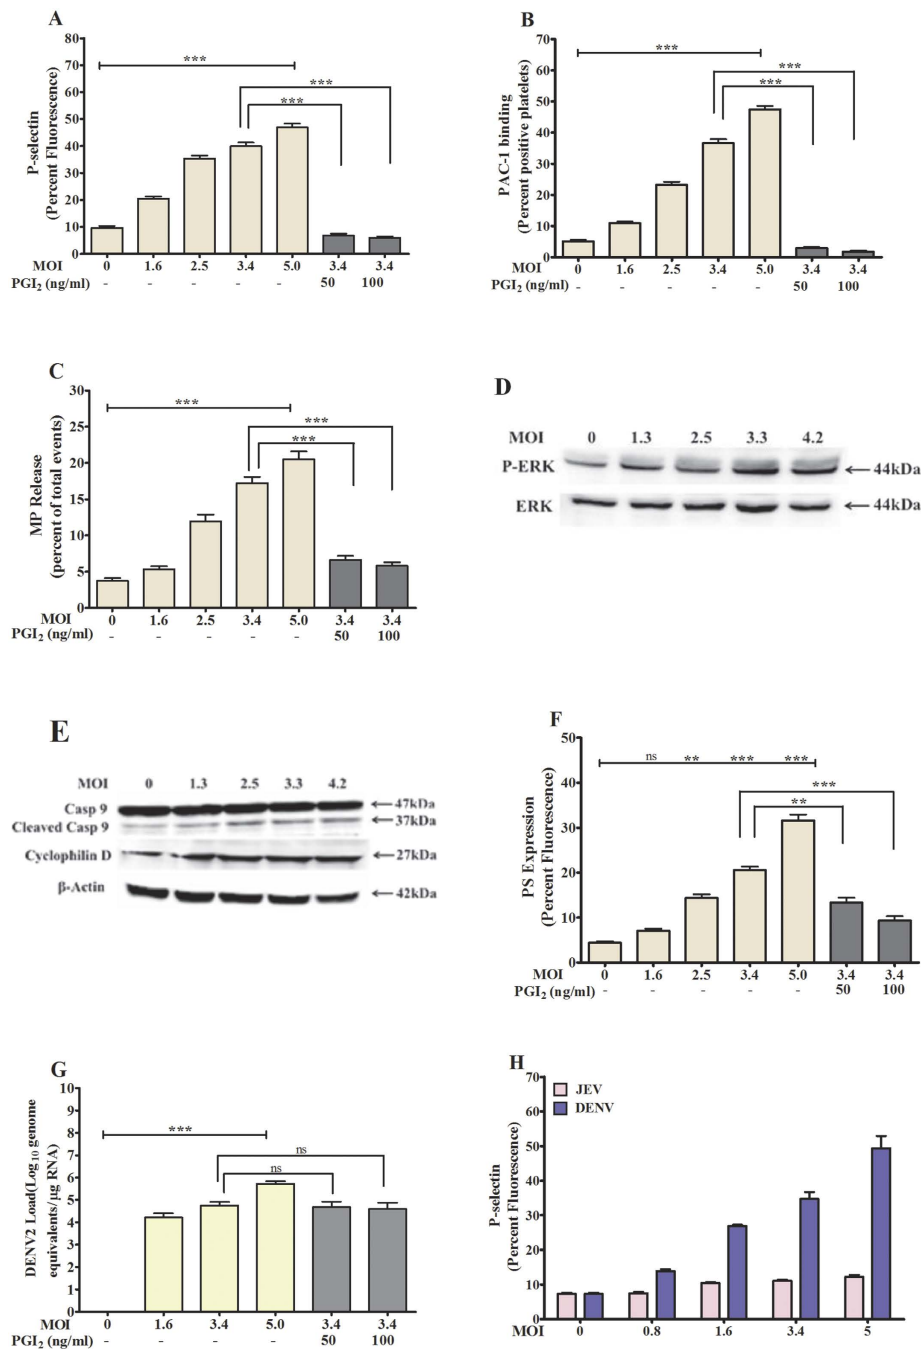 A
P-selectin
(Percent Fluorescence)
80
70
60
50
40
30
20
10
0
***
***
***
MOI 0 1.6 2.5 3.4 5.0 3.4 3.4
PGI2 (ng/ml) - - - - - 50 100
B
PAC-1 binding
(Percent positive platelets)
70
60
50
40
30
20
10
0
***
***
***
MOI 0 1.6 2.5 3.4 5.0 3.4 3.4
PGI2 (ng/ml) - - - - - 50 100
C
MP Release
(percent of total events)
30
25
20
15
10
5
0
***
***
***
MOI 0 1.6 2.5 3.4 5.0 3.4 3.4
PGI2 (ng/ml) - - - - - 50 100
D
MOI 0 1.3 2.5 3.3 4.2
P-ERK ←44kDa
ERK ←44kDa
E
MOI 0 1.3 2.5 3.3 4.2
Casp 9 ←47kDa
Cleaved Casp 9 ←37kDa
Cyclophilin D ←27kDa
β-Actin ←42kDa
F
PS Expression
(Percent Fluorescence)
50
40
30
20
10
0
ns ** *** ***
***
**
MOI 0 1.6 2.5 3.4 5.0 3.4 3.4
PGI2 (ng/ml) - - - - - 50 100
G
DENV2 Load(Log10 genome
equivalents/µg RNA)
10
9
8
7
6
5
4
3
2
1
0
***
ns
ns
MOI 0 1.6 3.4 5.0 3.4 3.4
PGI2 (ng/ml) - - - - 50 100
H
P-selectin
(Percent Fluorescence)
70
60
50
40
30
20
10
0
JEV
DENV
MOI 0 0.8 1.6 3.4 5